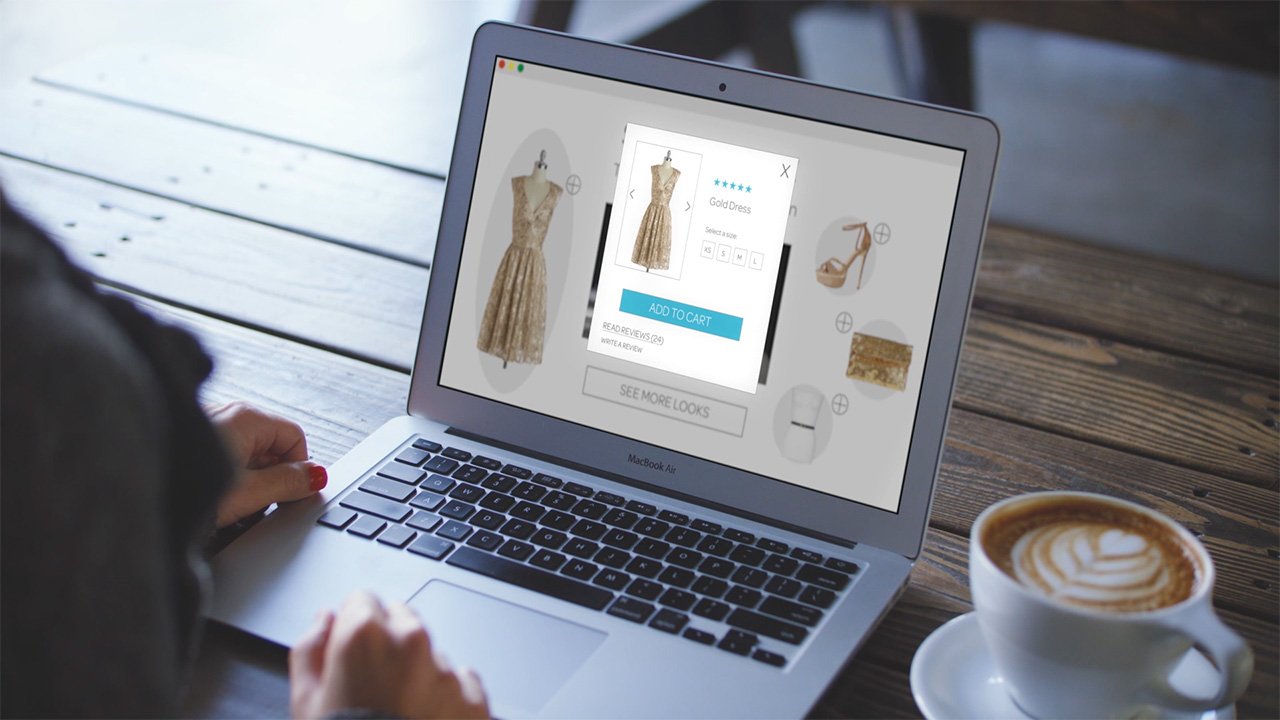 X
Gold Dress
Select a size:
XS S M L
ADD TO CART
READ REVIEWS (24)
WRITE A REVIEW
SEE MORE LOOKS
MacBook Air